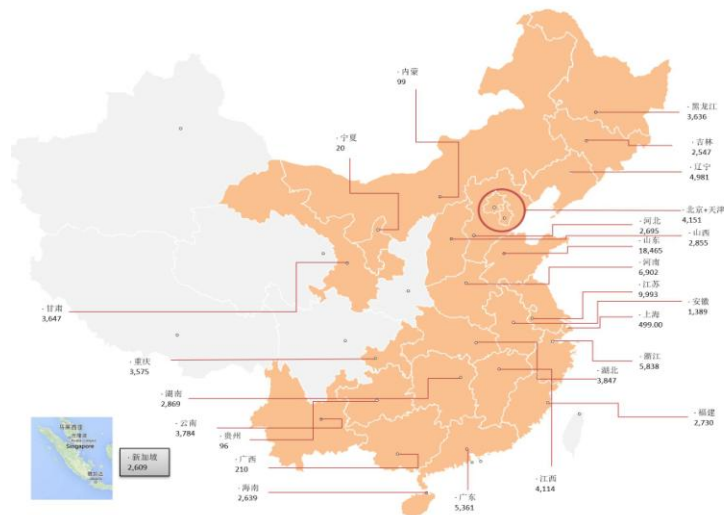 · 内蒙
99
· 黑龙江
3,636
· 宁夏
20
· 吉林
2,547
· 辽宁
4,981
· 北京+天津
4,151
· 河北
2,695
· 山西
2,855
· 山东
18,465
· 河南
6,902
· 江苏
9,993
· 安徽
1,389
· 上海
499.00
· 甘肃
3,647
· 浙江
5,838
· 重庆
3,575
· 湖北
3,847
· 湖南
2,869
· 云南
3,784
· 贵州
96
· 福建
2,730
· 广西
210
· 江西
4,114
· 海南
2,639
· 广东
5,361
马来西亚
Singapore
· 新加坡
2,609